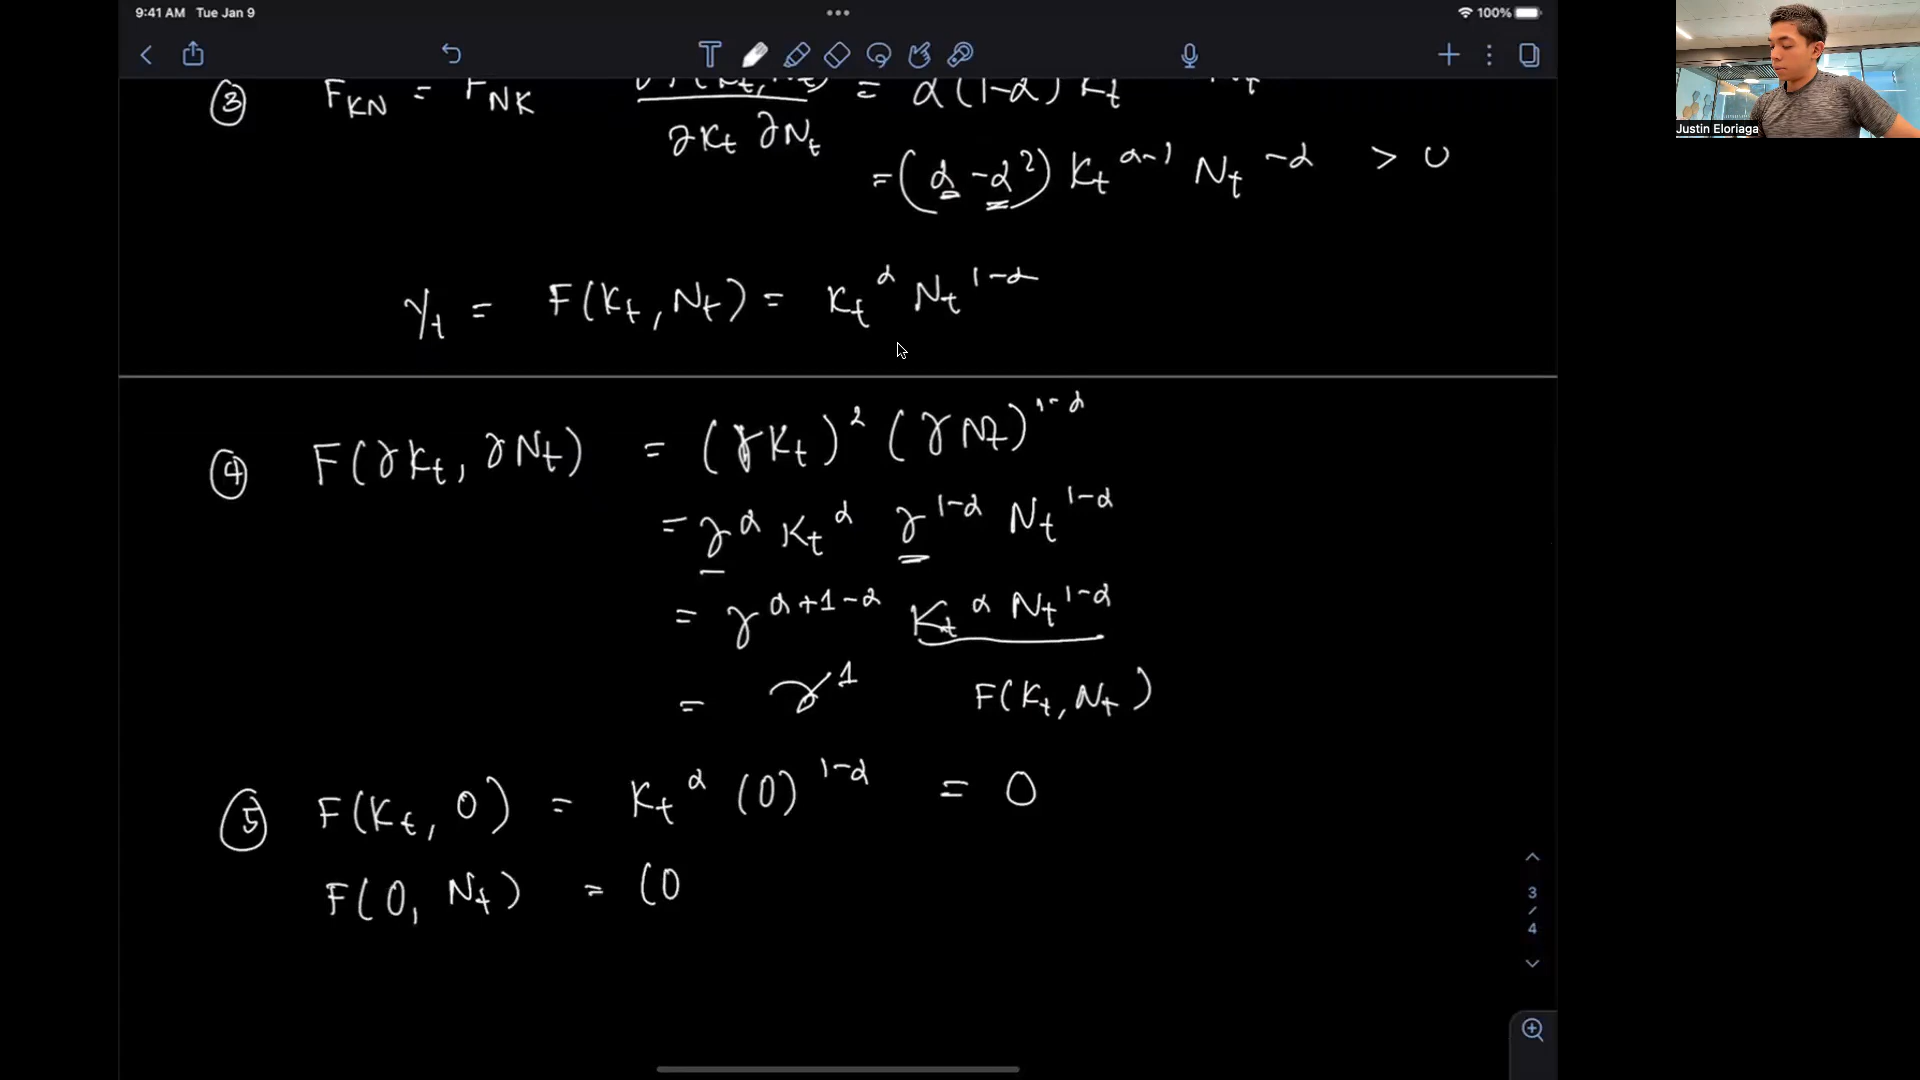 9:41 AM Tue Jan 9
100%
Justin Eloriaga
③ F_KN = F_NK
∂K_t ∂N_t
= α(1-α) K_t N_t
= (α - α²) K_t^{α-1} N_t^{-α} > 0
Y_t = F(K_t, N_t) = K_t^α N_t^{1-α}
④ F(γK_t, γN_t) = (γK_t)^α (γN_t)^{1-α}
= γ^α K_t^α γ^{1-α} N_t^{1-α}
= γ^{α+1-α} K_t^α N_t^{1-α}
= γ^1 F(K_t, N_t)
⑤ F(K_t, 0) = K_t^α (0)^{1-α} = 0
F(0, N_t) = (0
3
/
4